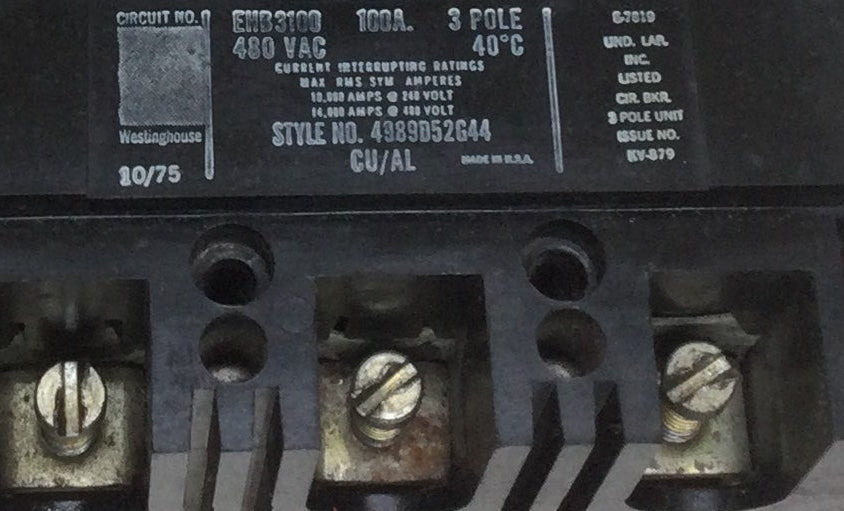 CIRCUIT NO.
Westinghouse
10/75
EHB3100 100A. 3 POLE
480 VAC 40°C
CURRENT INTERRUPTING RATINGS
MAX RMS SYM AMPERES
18,000 AMPS @ 240 VOLT
14,000 AMPS @ 480 VOLT
STYLE NO. 4989D52G44
CU/AL MADE IN U.S.A.
UND. LAB.
INC.
LISTED
CIR. BKR.
3 POLE UNIT
ISSUE NO.
KV-879